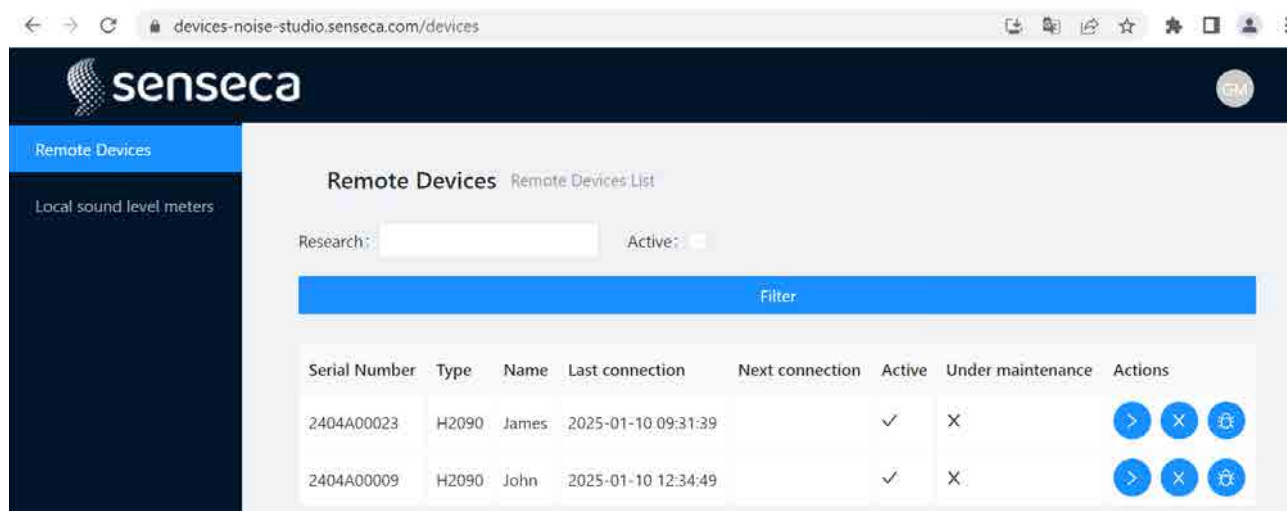 devices-noise-studio.senseca.com/devices
senseca
GM
Remote Devices
Local sound level meters
Remote Devices Remote Devices List
Research: Active:
Filter
Serial Number Type Name Last connection Next connection Active Under maintenance Actions
2404A00023 H2090 James 2025-01-10 09:31:39
2404A00009 H2090 John 2025-01-10 12:34:49